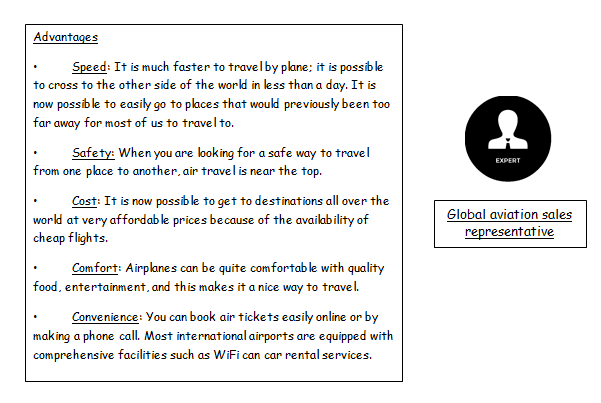 Advantages
• Speed: It is much faster to travel by plane; it is possible
to cross to the other side of the world in less than a day. It is
now possible to easily go to places that would previously been too
far away for most of us to travel to.
• Safety: When you are looking for a safe way to travel
from one place to another, air travel is near the top.
• Cost: It is now possible to get to destinations all over the
world at very affordable prices because of the availability of
cheap flights.
• Comfort: Airplanes can be quite comfortable with quality
food, entertainment, and this makes it a nice way to travel.
• Convenience: You can book air tickets easily online or by
making a phone call. Most international airports are equipped with
comprehensive facilities such as WiFi can car rental services.
EXPERT
Global aviation sales
representative